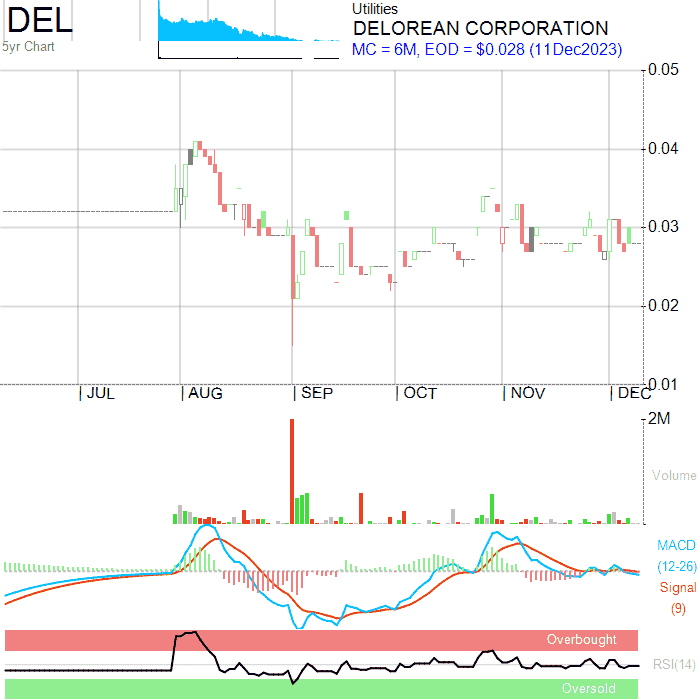 DEL
5yr Chart
Utilities
DELOREAN CORPORATION
MC = 6M, EOD = $0.028 (11Dec2023)
0.05
0.04
0.03
0.02
0.01
JUL AUG SEP OCT NOV DEC
2M
Volume
MACD
(12-26)
Signal
(9)
Overbought
RSI(14)
Oversold